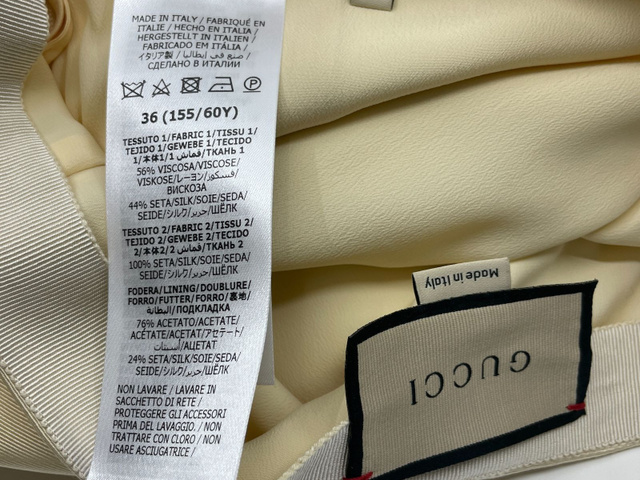 MADE IN ITALY / FABRIQUÉ EN
ITALIE / HECHO EN ITALIA /
HERGESTELLT IN ITALIEN /
FABRICADO EM ITÁLIA /
イタリア製 / صنع في إيطاليا /
СДЕЛАНО В ИТАЛИИ
36 (155/60Y)
TESSUTO 1/FABRIC 1/TISSU 1/
TEJIDO 1/GEWEBE 1/TECIDO
1/本体1/قماش 1/ТКАНЬ 1
56% VISCOSA/VISCOSE/
VISKOSE/レーヨン/فسكوز/
ВИСКОЗА
44% SETA/SILK/SOIE/SEDA/
SEIDE/シルク/حرير/ШЁЛК
TESSUTO 2/FABRIC 2/TISSU 2/
TEJIDO 2/GEWEBE 2/TECIDO
2/本体2/قماش 2/ТКАНЬ 2
100% SETA/SILK/SOIE/SEDA/
SEIDE/シルク/حرير/ШЁЛК
FODERA/LINING/DOUBLURE/
FORRO/FUTTER/FORRO/裏地/
البطانة/ПОДКЛАДКА
76% ACETATO/ACETATE/
ACÉTATE/ACETAT/アセテート/
أسيتات/АЦЕТАТ
24% SETA/SILK/SOIE/SEDA/
SEIDE/シルク/حرير/ШЁЛК
NON LAVARE / LAVARE IN
SACCHETTO DI RETE /
PROTEGGERE GLI ACCESSORI
PRIMA DEL LAVAGGIO. / NON
TRATTARE CON CLORO / NON
USARE ASCIUGATRICE /
Made in Italy
GUCCI